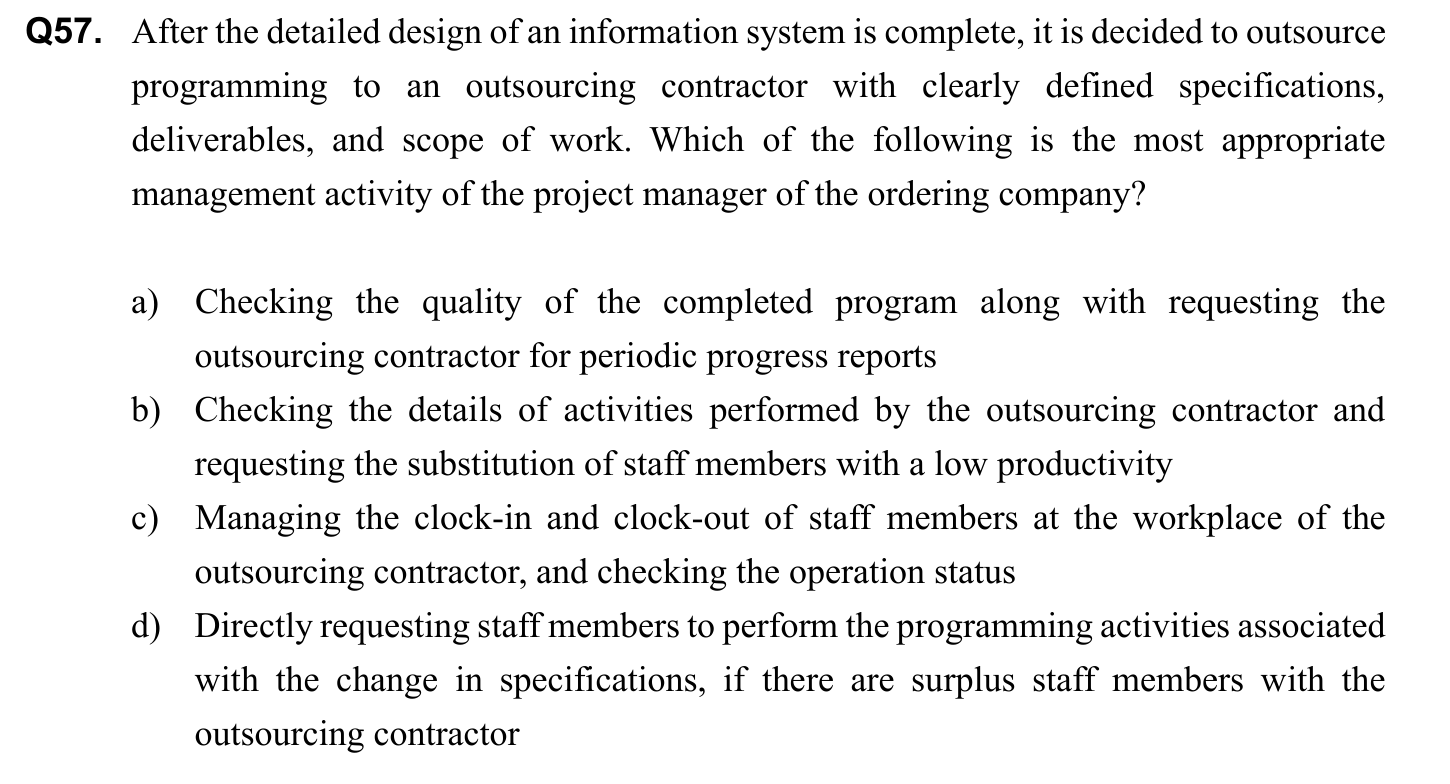 Q57. After the detailed design of an information system is complete, it is decided to outsource
programming to an outsourcing contractor with clearly defined specifications,
deliverables, and scope of work. Which of the following is the most appropriate
management activity of the project manager of the ordering company?
a) Checking the quality of the completed program along with requesting the
outsourcing contractor for periodic progress reports
b) Checking the details of activities performed by the outsourcing contractor and
requesting the substitution of staff members with a low productivity
c) Managing the clock-in and clock-out of staff members at the workplace of the
outsourcing contractor, and checking the operation status
d) Directly requesting staff members to perform the programming activities associated
with the change in specifications, if there are surplus staff members with the
outsourcing contractor